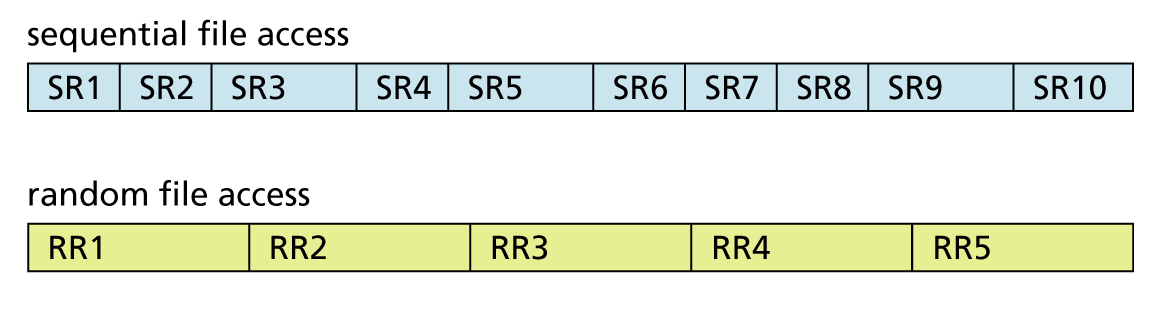 sequential file access
SR1 SR2 SR3 SR4 SR5 SR6 SR7 SR8 SR9 SR10
random file access
RR1 RR2 RR3 RR4 RR5